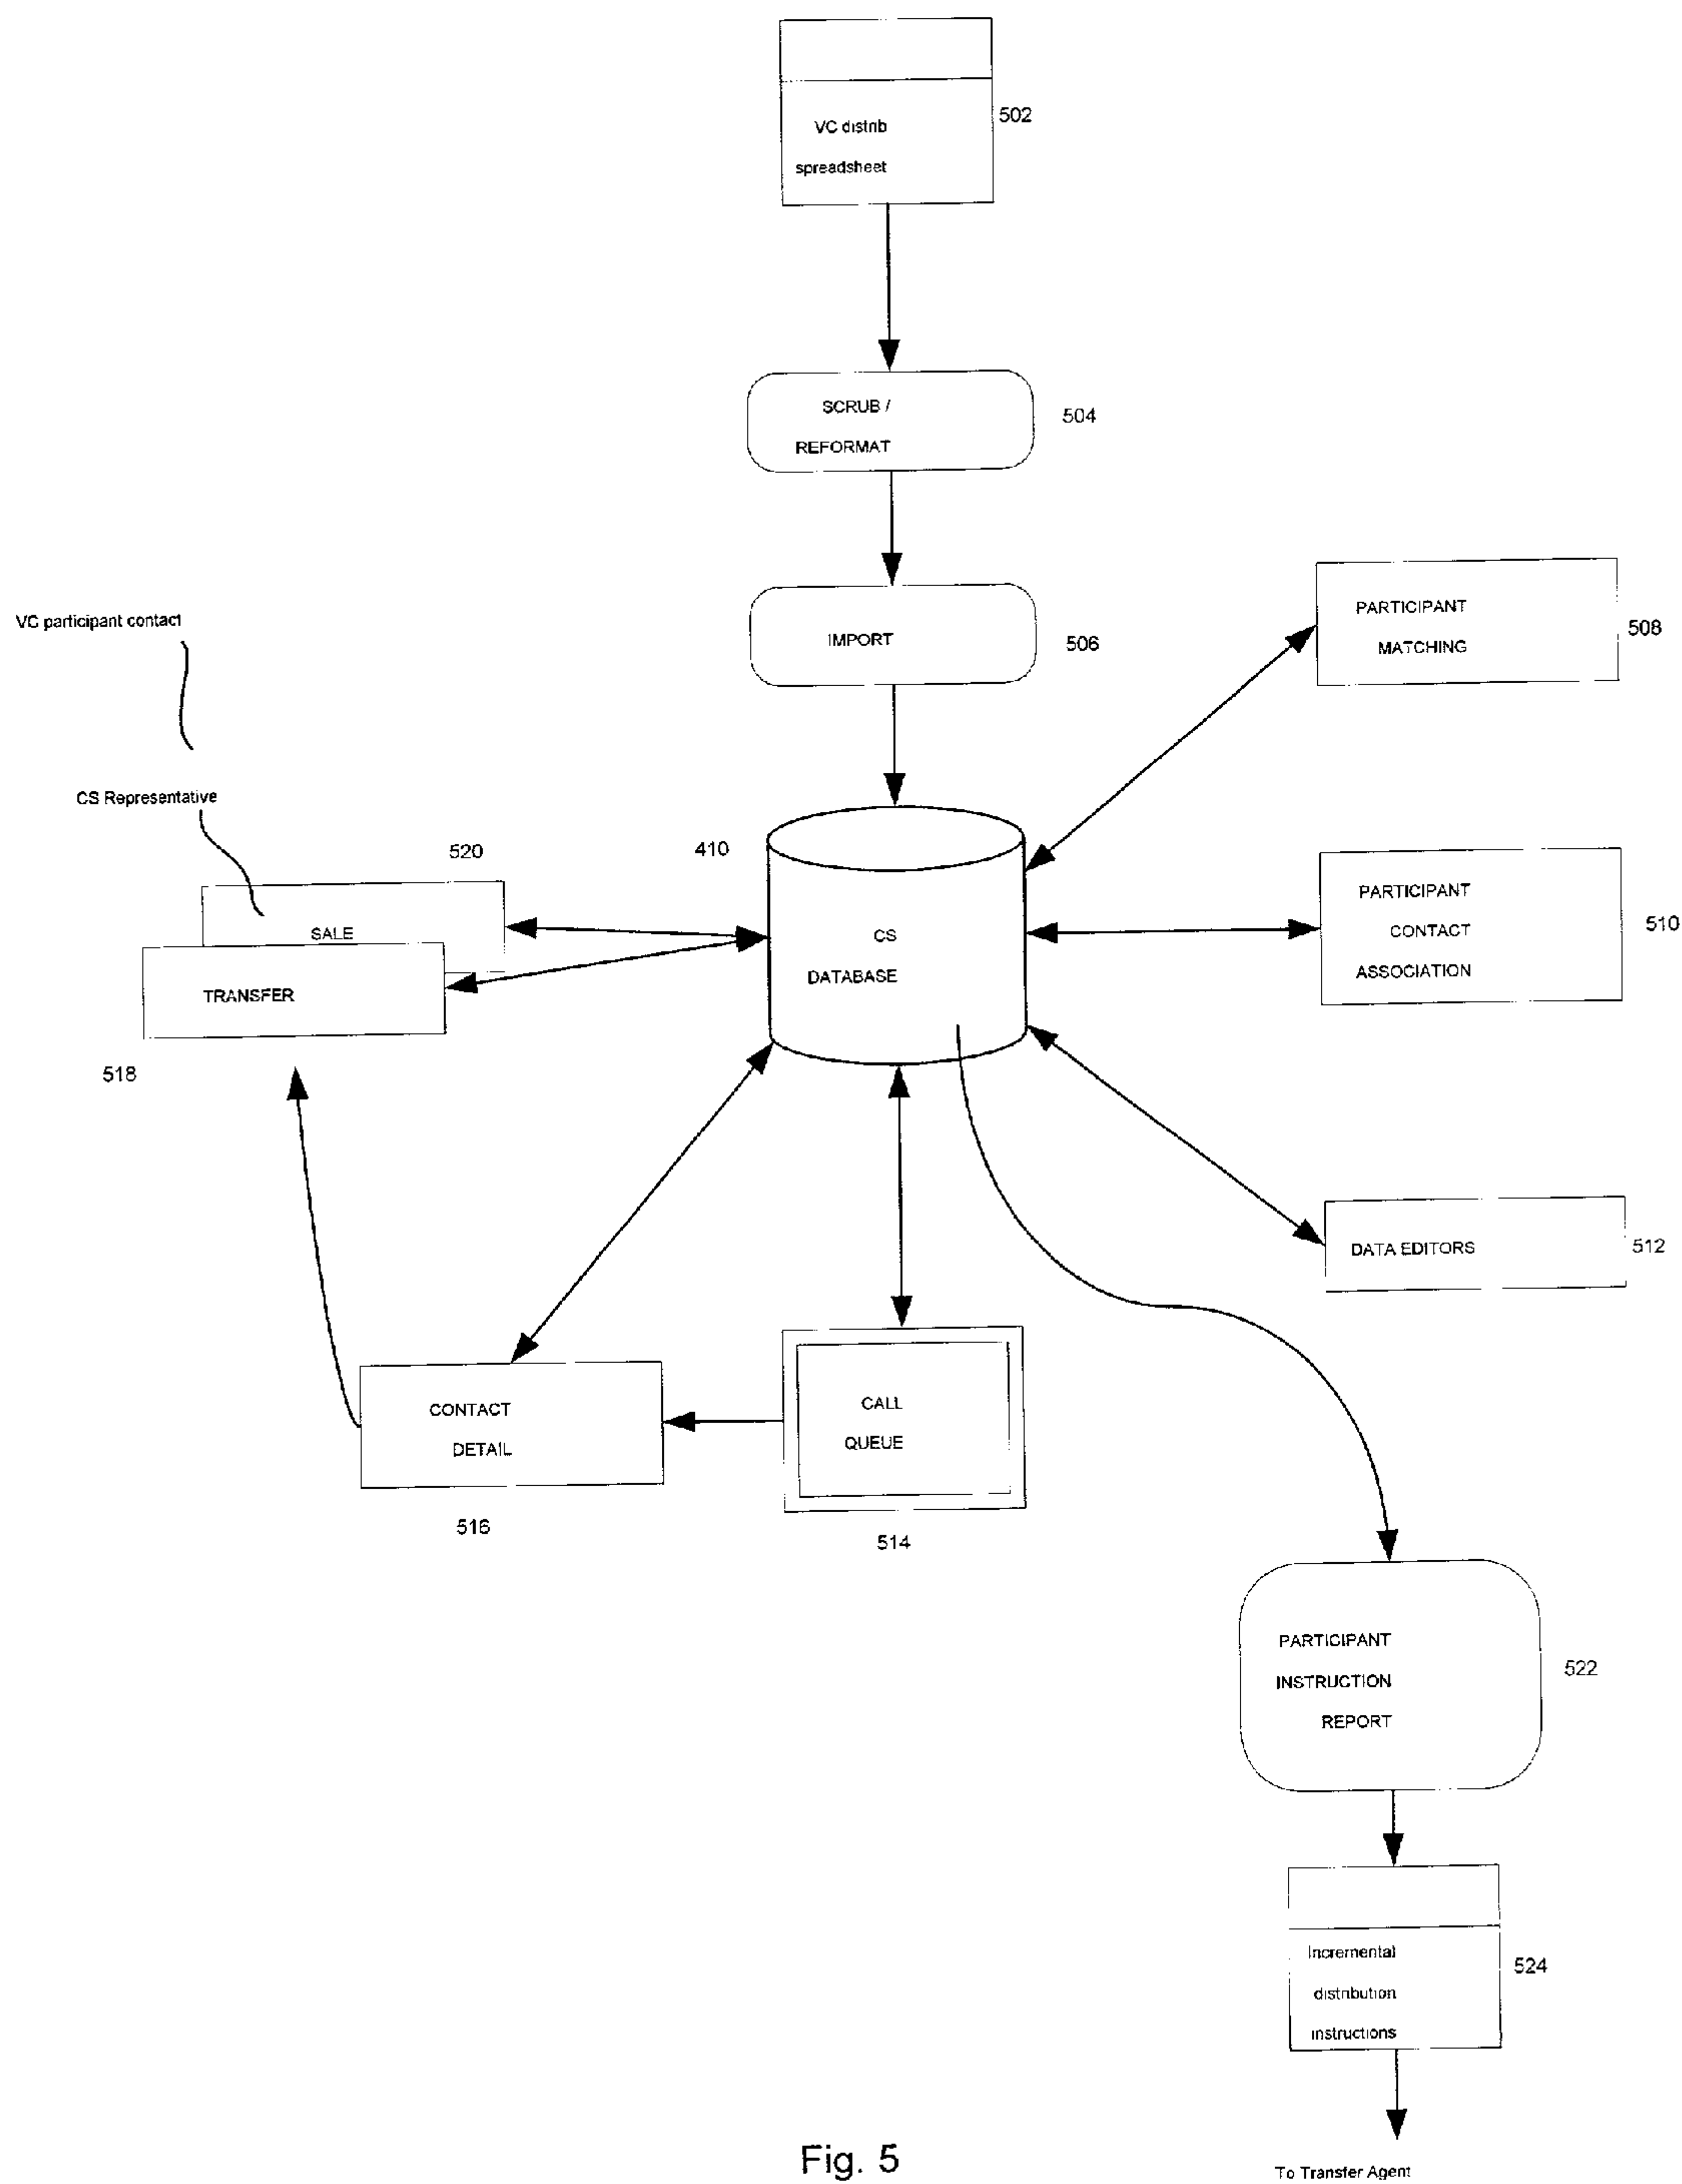 502
VC distrib
spreadsheet
SCRUB /
REFORMAT
504
IMPORT
506
PARTICIPANT
MATCHING
508
VC participant contact
CS Representative
520
410
SALE
TRANSFER
518
CS
DATABASE
PARTICIPANT
CONTACT
ASSOCIATION
510
DATA EDITORS
512
CONTACT
DETAIL
516
CALL
QUEUE
514
PARTICIPANT
INSTRUCTION
REPORT
522
Incremental
distribution
instructions
524
To Transfer Agent
Fig. 5